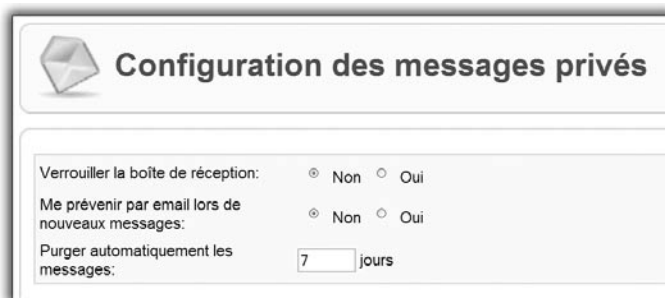 Configuration des messages privés
Verrouiller la boîte de réception: Non Oui
Me prévenir par email lors de
nouveaux messages: Non Oui
Purger automatiquement les
messages: 7 jours